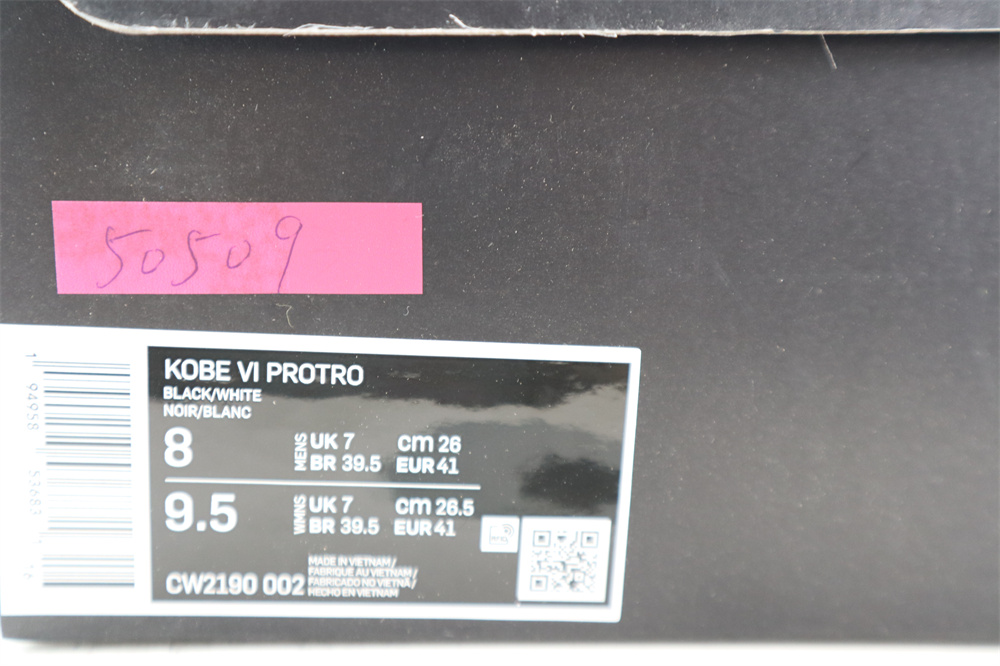 50509
KOBE VI PROTRO
BLACK/WHITE
NOIR/BLANC
8 MENS UK 7 CM 26
BR 39.5 EUR 41
9.5 WMNS UK 7 CM 26.5
BR 39.5 EUR 41
MADE IN VIETNAM/
FABRIQUE AU VIETNAM/
FABRICADO NO VIETNÃ/
HECHO EN VIETNAM
CW2190 002